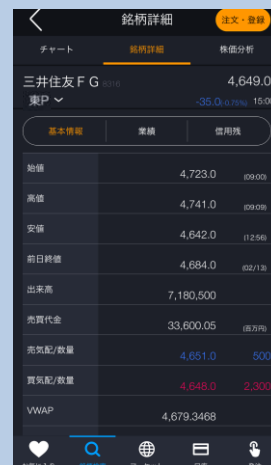 銘柄詳細
注文・登録
チャート 銘柄詳細 株価分析
三井住友ＦＧ 8316 4,649.0
東P -35.0(-0.75%) 15:00
基本情報 業績 信用残
始値 4,723.0 (09:00)
高値 4,741.0 (09:09)
安値 4,642.0 (12:56)
前日終値 4,684.0 (02/13)
出来高 7,180,500
売買代金 33,600.05 (百万円)
売気配/数量 4,651.0 500
買気配/数量 4,648.0 2,300
VWAP 4,679.3468